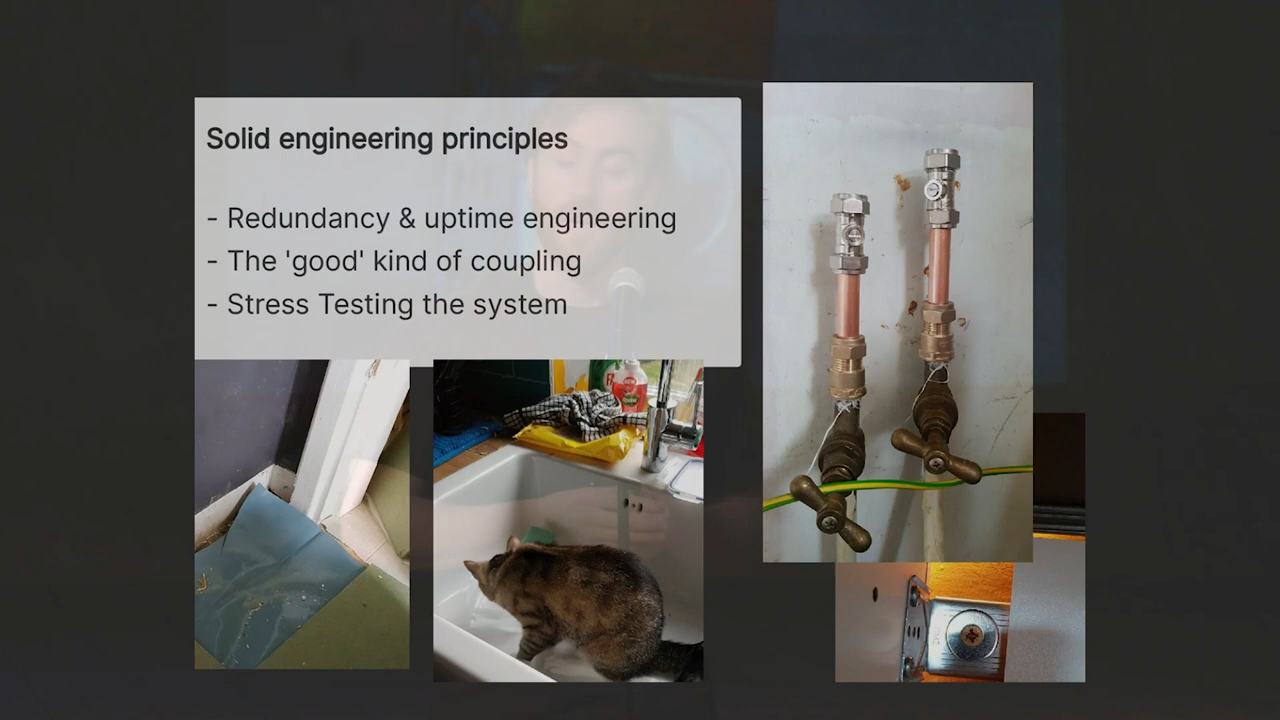 Solid engineering principles
- Redundancy & uptime engineering
- The 'good' kind of coupling
- Stress Testing the system